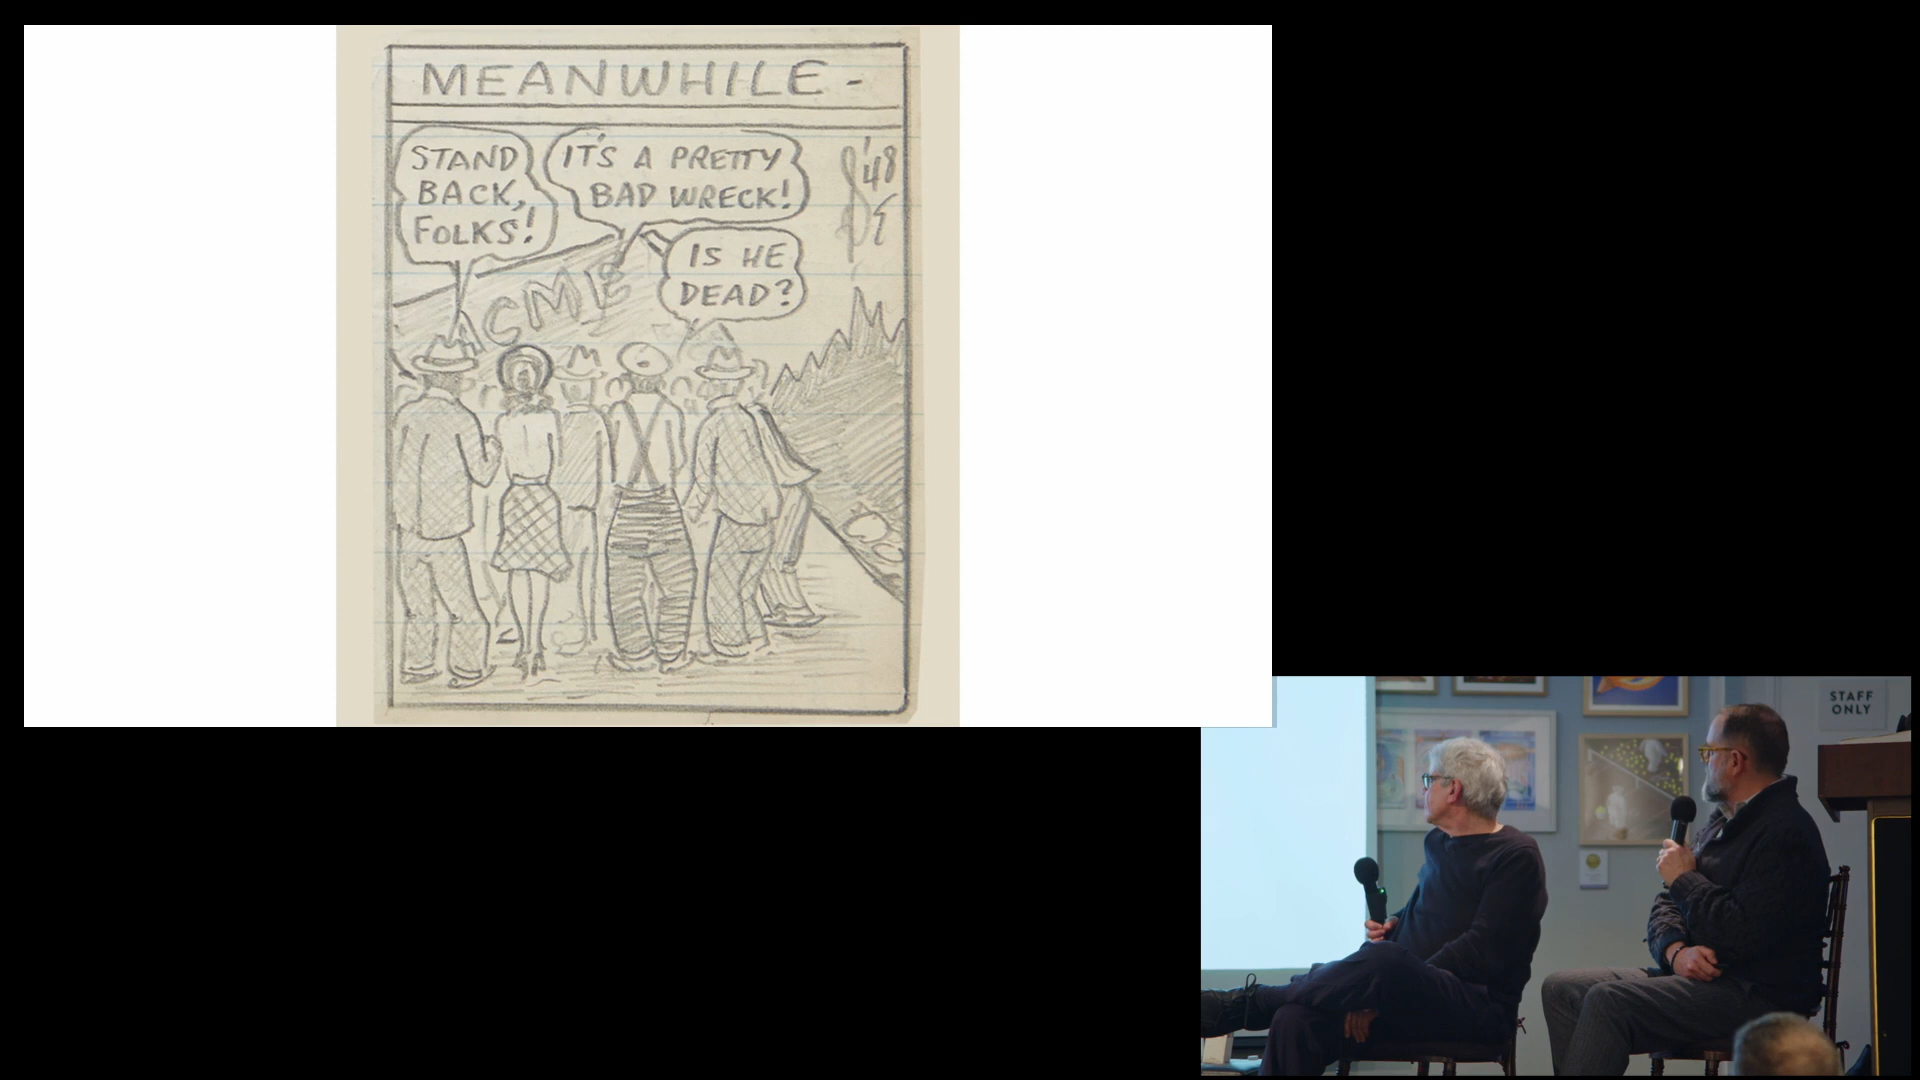 MEANWHILE -
STAND
BACK,
FOLKS!
IT'S A PRETTY
BAD WRECK!
'48
IS HE
DEAD?
ACME
STAFF
ONLY